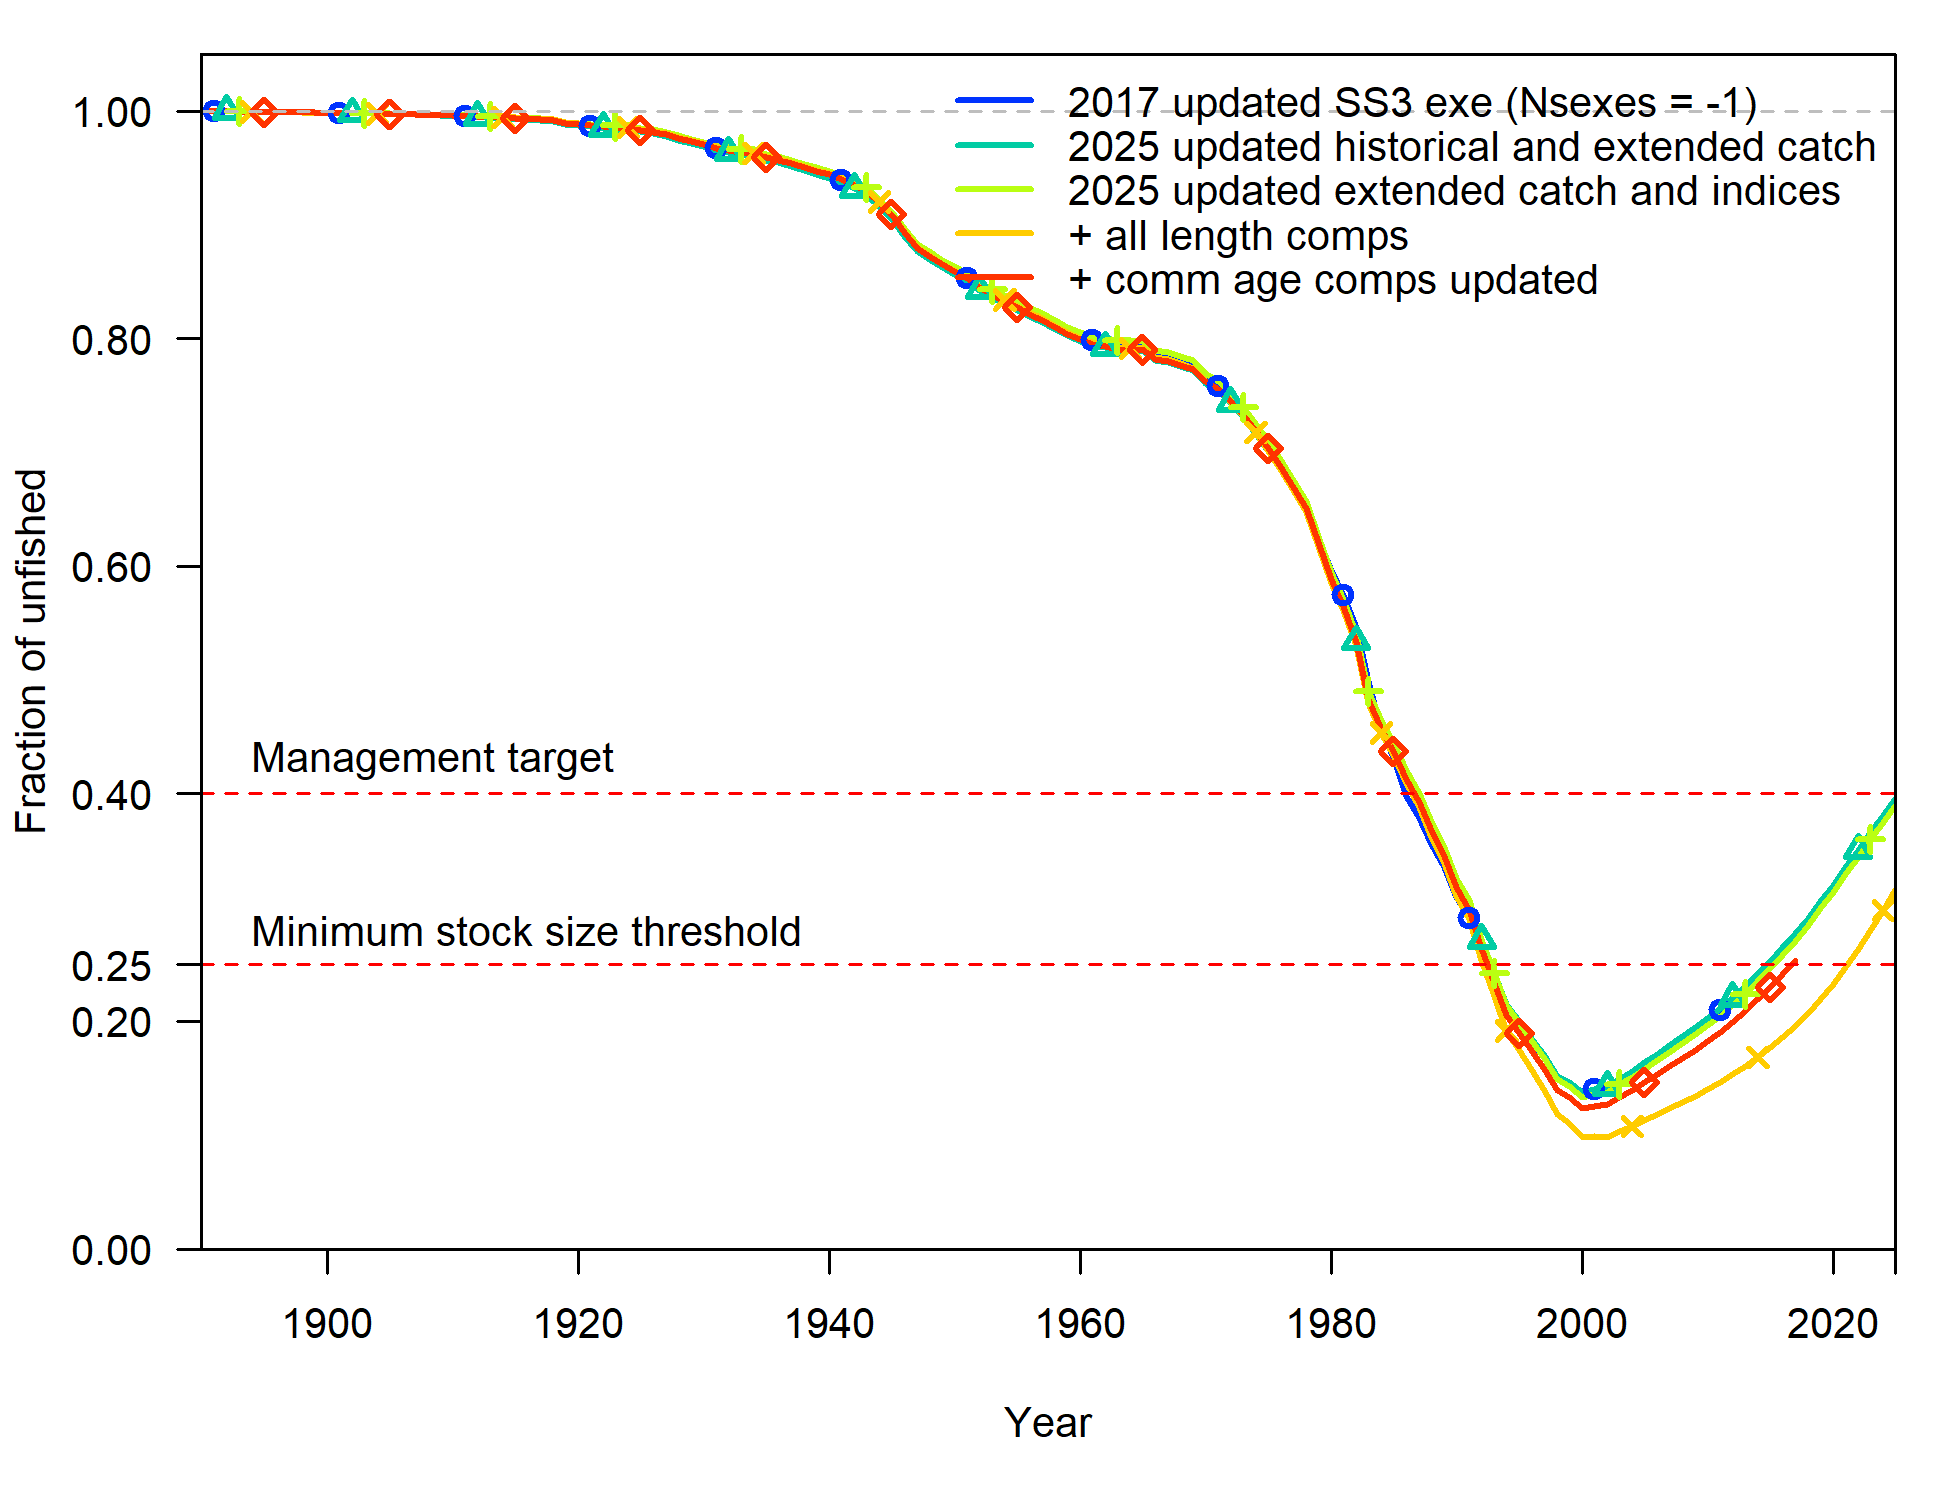 2017 updated SS3 exe (Nsexes = -1)
2025 updated historical and extended catch
2025 updated extended catch and indices
+ all length comps
+ comm age comps updated
Fraction of unfished
1.00
0.80
0.60
0.40
0.25
0.20
0.00
Management target
Minimum stock size threshold
1900
1920
1940
1960
1980
2000
2020
Year